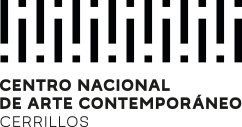 CENTRO NACIONAL
DE ARTE CONTEMPORÁNEO
CERRILLOS